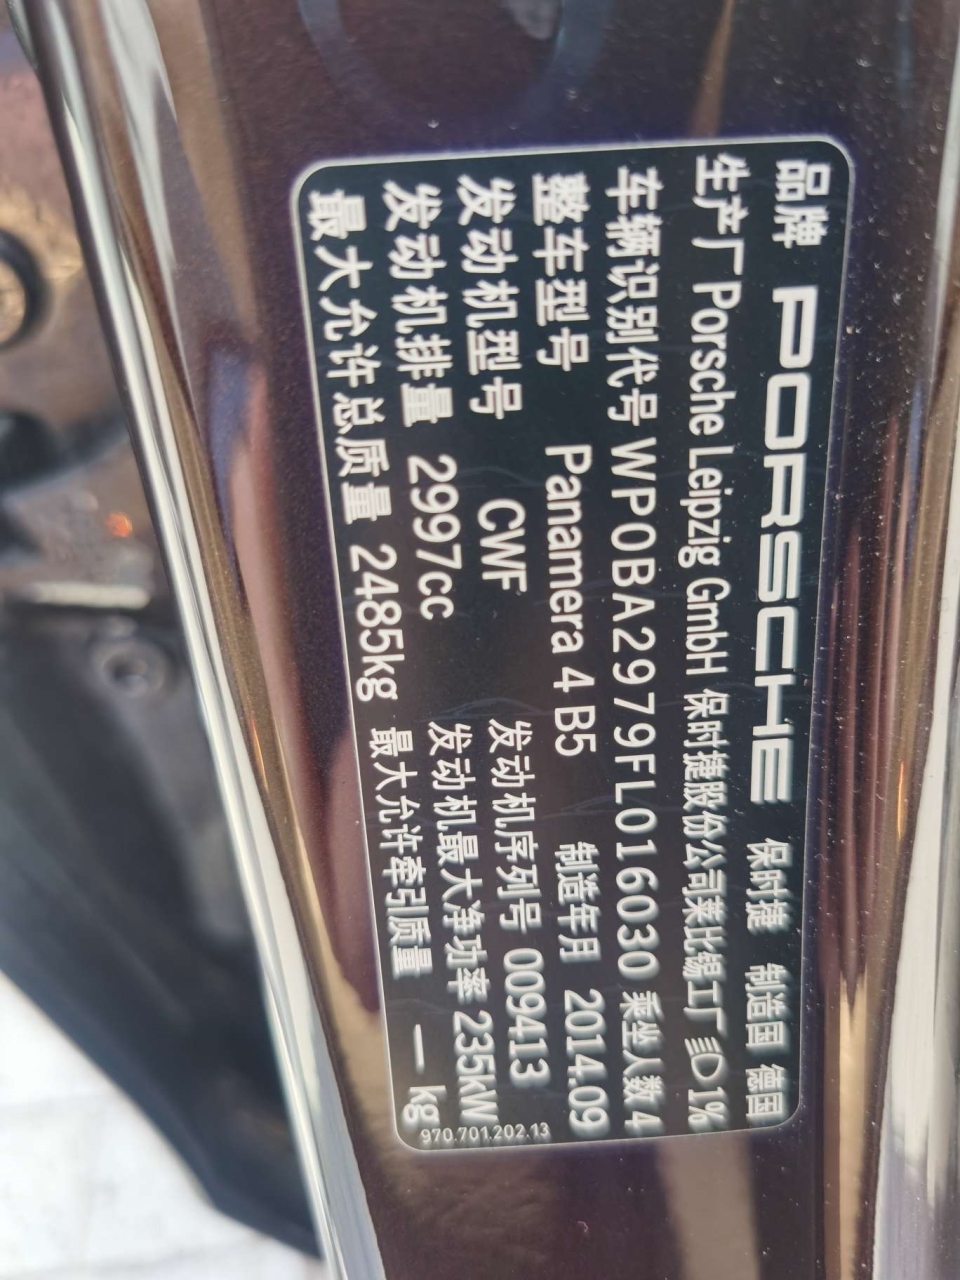 品牌 PORSCHE 保时捷 制造国 德国
生产厂 Porsche Leipzig GmbH 保时捷股份公司莱比锡工厂 1%
车辆识别代号 WP0BA2979FL016030 乘坐人数 4
整车型号 Panamera 4 B5 制造年月 2014.09
发动机型号 CWF 发动机序列号 009413
发动机排量 2997cc 发动机最大净功率 235kW
最大允许总质量 2485kg 最大允许牵引质量 — kg
970.701.202.13